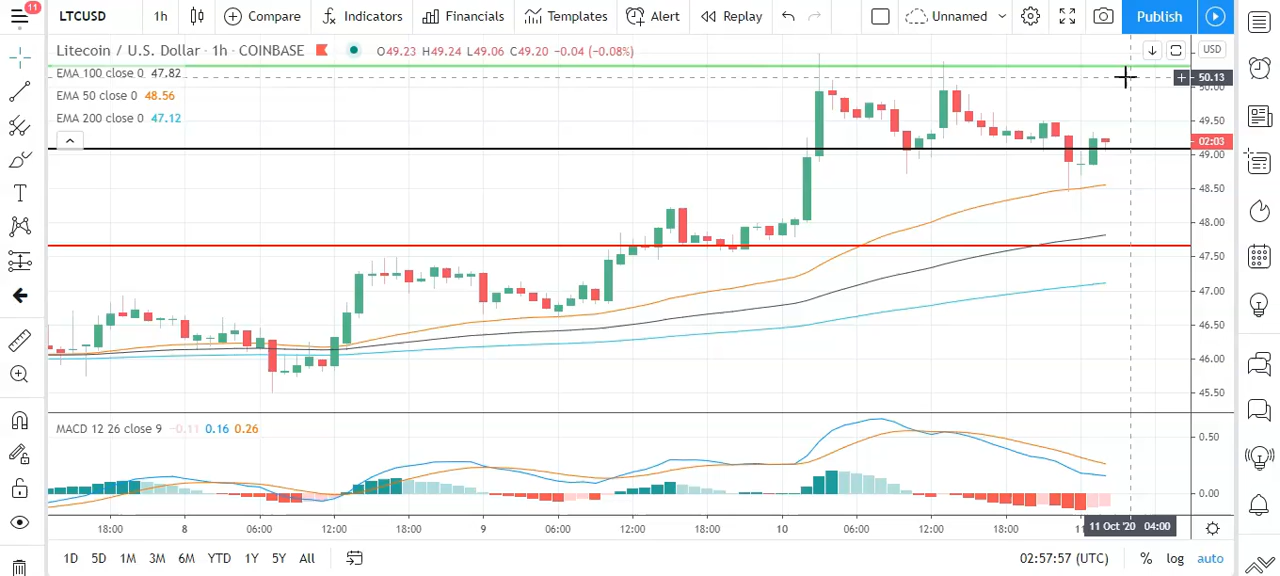 11
LTCUSD 1h Compare Indicators Financials Templates Alert Replay Unnamed Publish
Litecoin / U.S. Dollar · 1h · COINBASE O49.23 H49.24 L49.06 C49.20 -0.04 (-0.08%) USD
EMA 100 close 0 47.82
EMA 50 close 0 48.56
EMA 200 close 0 47.12
50.13
50.00
49.50
02:03
49.00
48.50
48.00
47.50
47.00
46.50
46.00
45.50
MACD 12 26 close 9 -0.11 0.16 0.26
0.50
0.00
18:00 8 06:00 12:00 18:00 9 06:00 12:00 18:00 10 06:00 12:00 18:00 11 Oct '20 04:00
1D 5D 1M 3M 6M YTD 1Y 5Y All 02:57:57 (UTC) % log auto